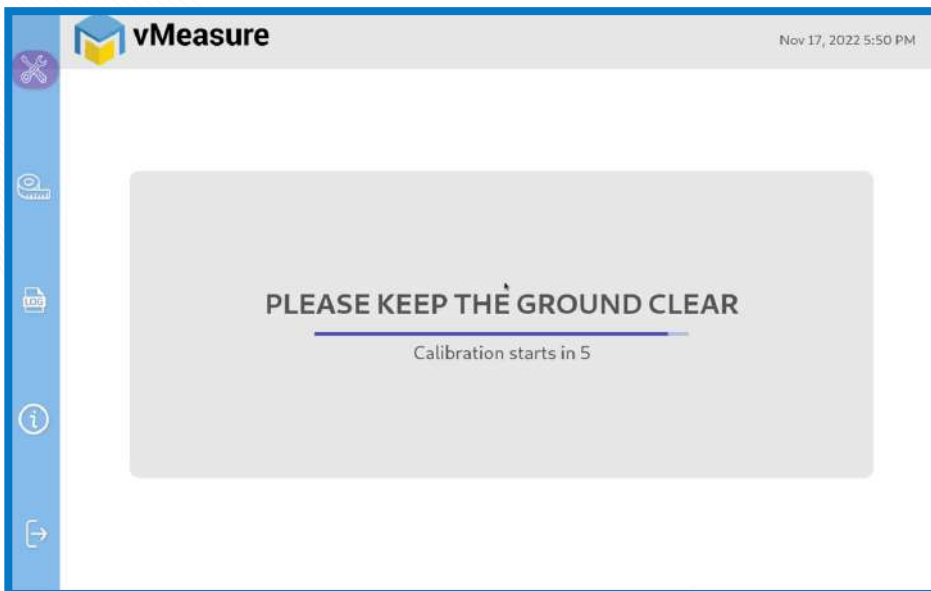 vMeasure
Nov 17, 2022 5:50 PM
LOG
PLEASE KEEP THE GROUND CLEAR
Calibration starts in 5